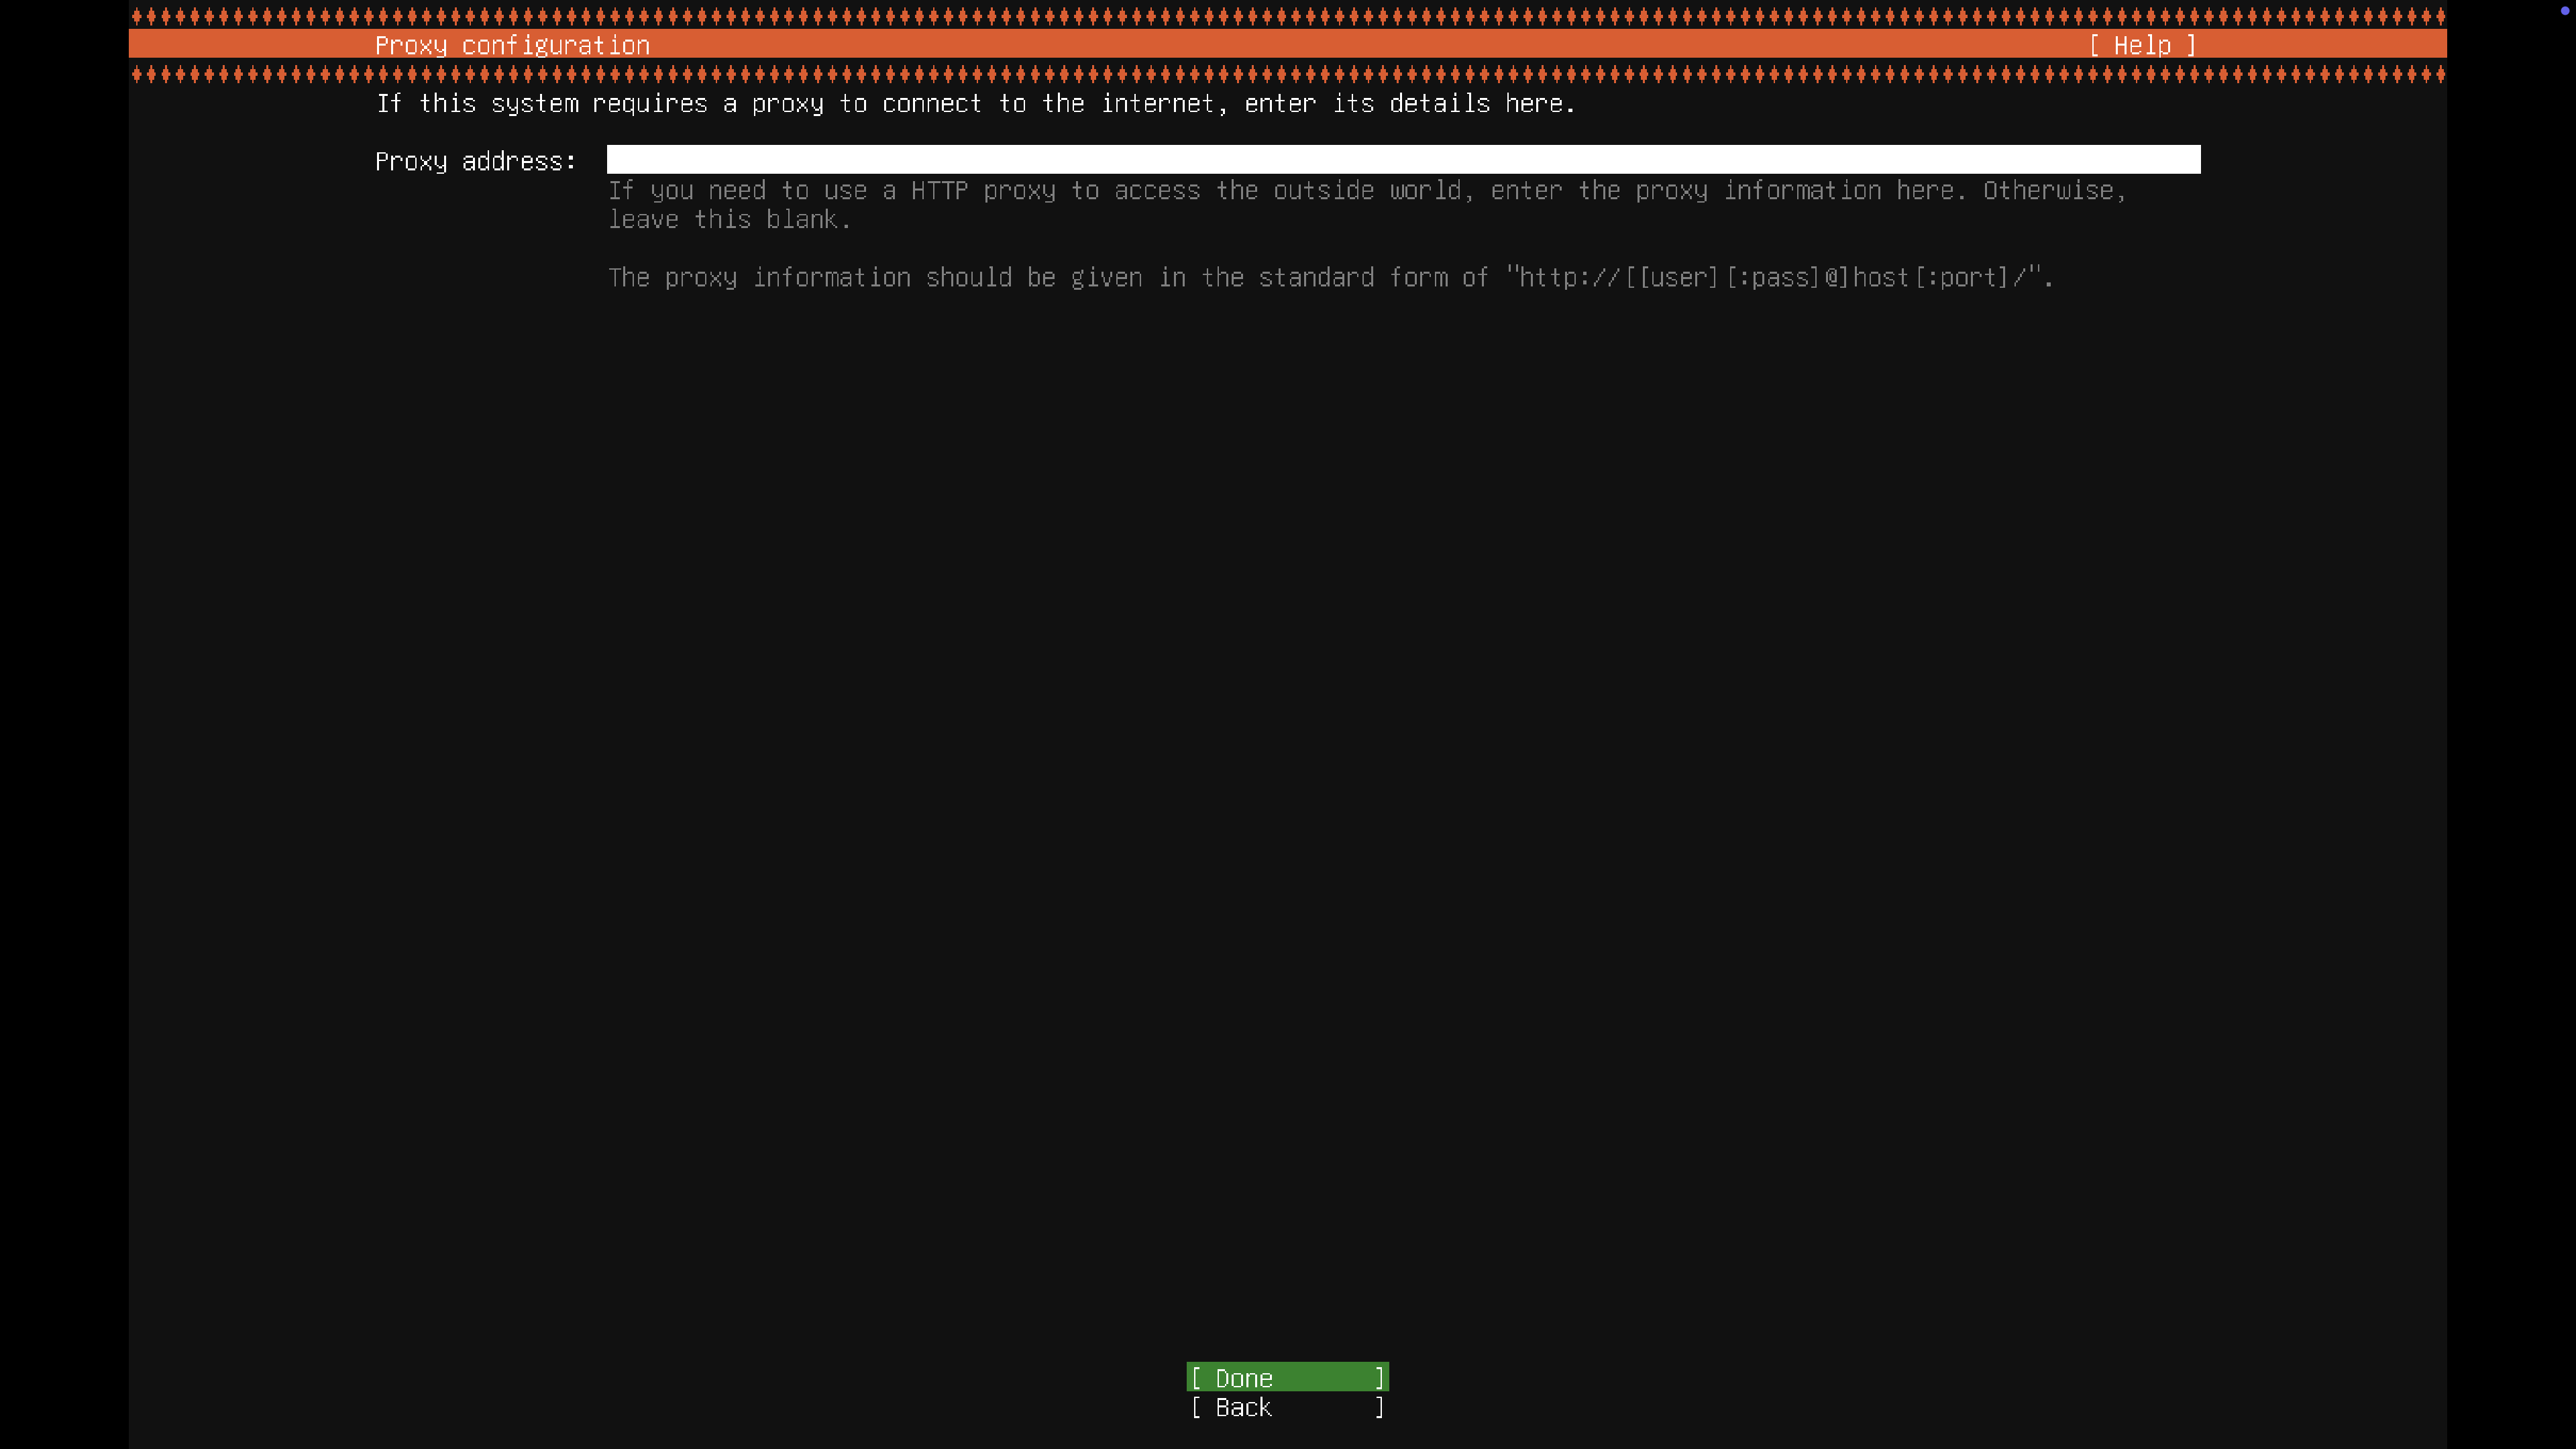 Proxy configuration [ Help ]
If this system requires a proxy to connect to the internet, enter its details here.
Proxy address:
If you need to use a HTTP proxy to access the outside world, enter the proxy information here. Otherwise,
leave this blank.
The proxy information should be given in the standard form of "http://[[user][:pass]@]host[:port]/".
[ Done ]
[ Back ]